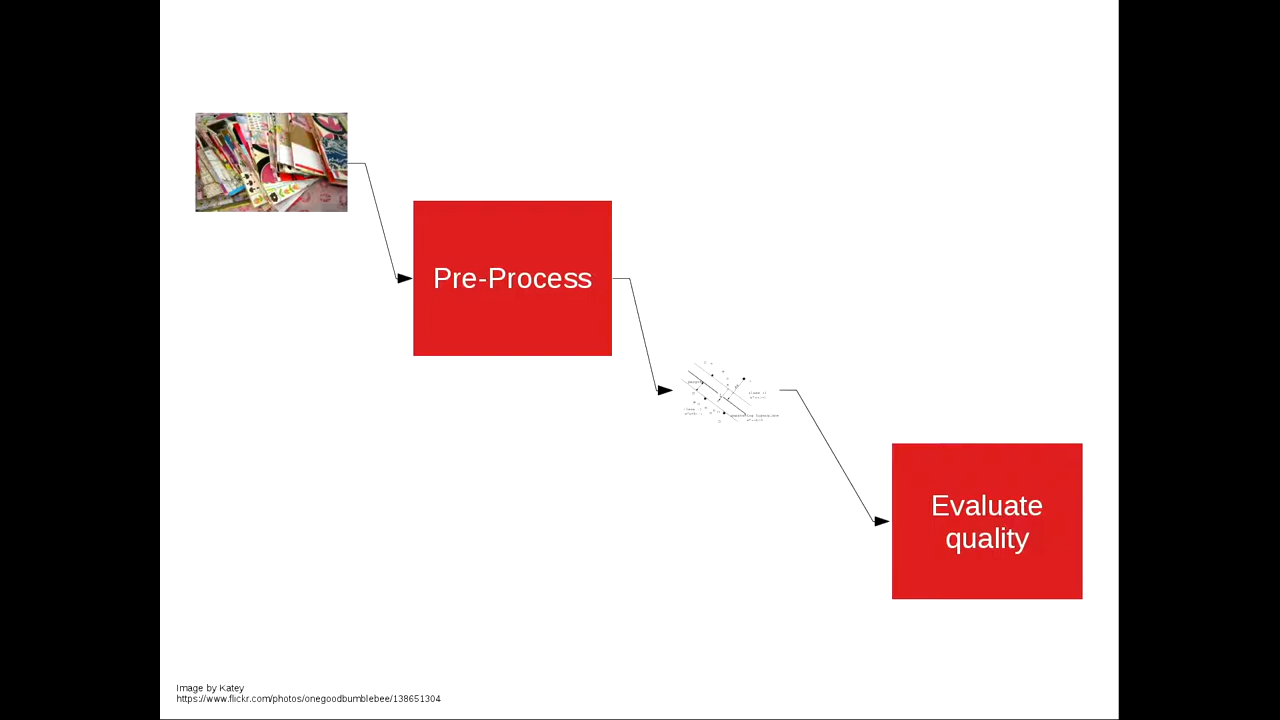 Pre-Process
Evaluate
quality
Image by Katey
https://www.flickr.com/photos/onegoodbumblebee/138651304